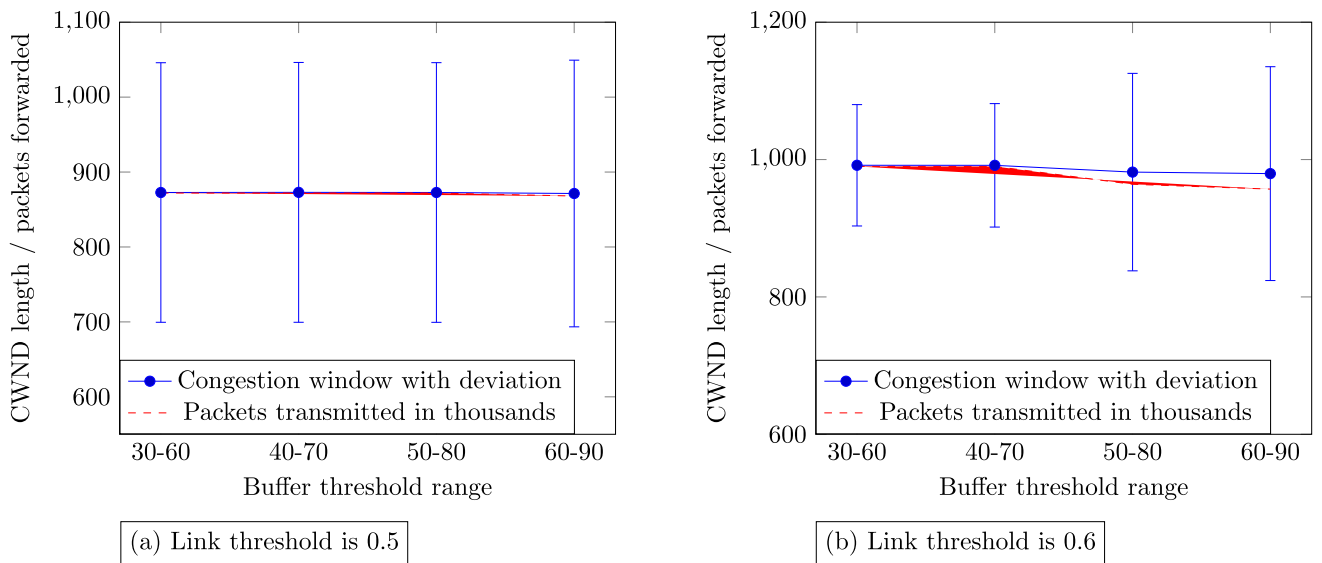 1,100
1,000
900
800
700
600
CWND length / packets forwarded
Congestion window with deviation
Packets transmitted in thousands
30-60 40-70 50-80 60-90
Buffer threshold range
(a) Link threshold is 0.5
1,200
1,000
800
600
CWND length / packets forwarded
Congestion window with deviation
Packets transmitted in thousands
30-60 40-70 50-80 60-90
Buffer threshold range
(b) Link threshold is 0.6